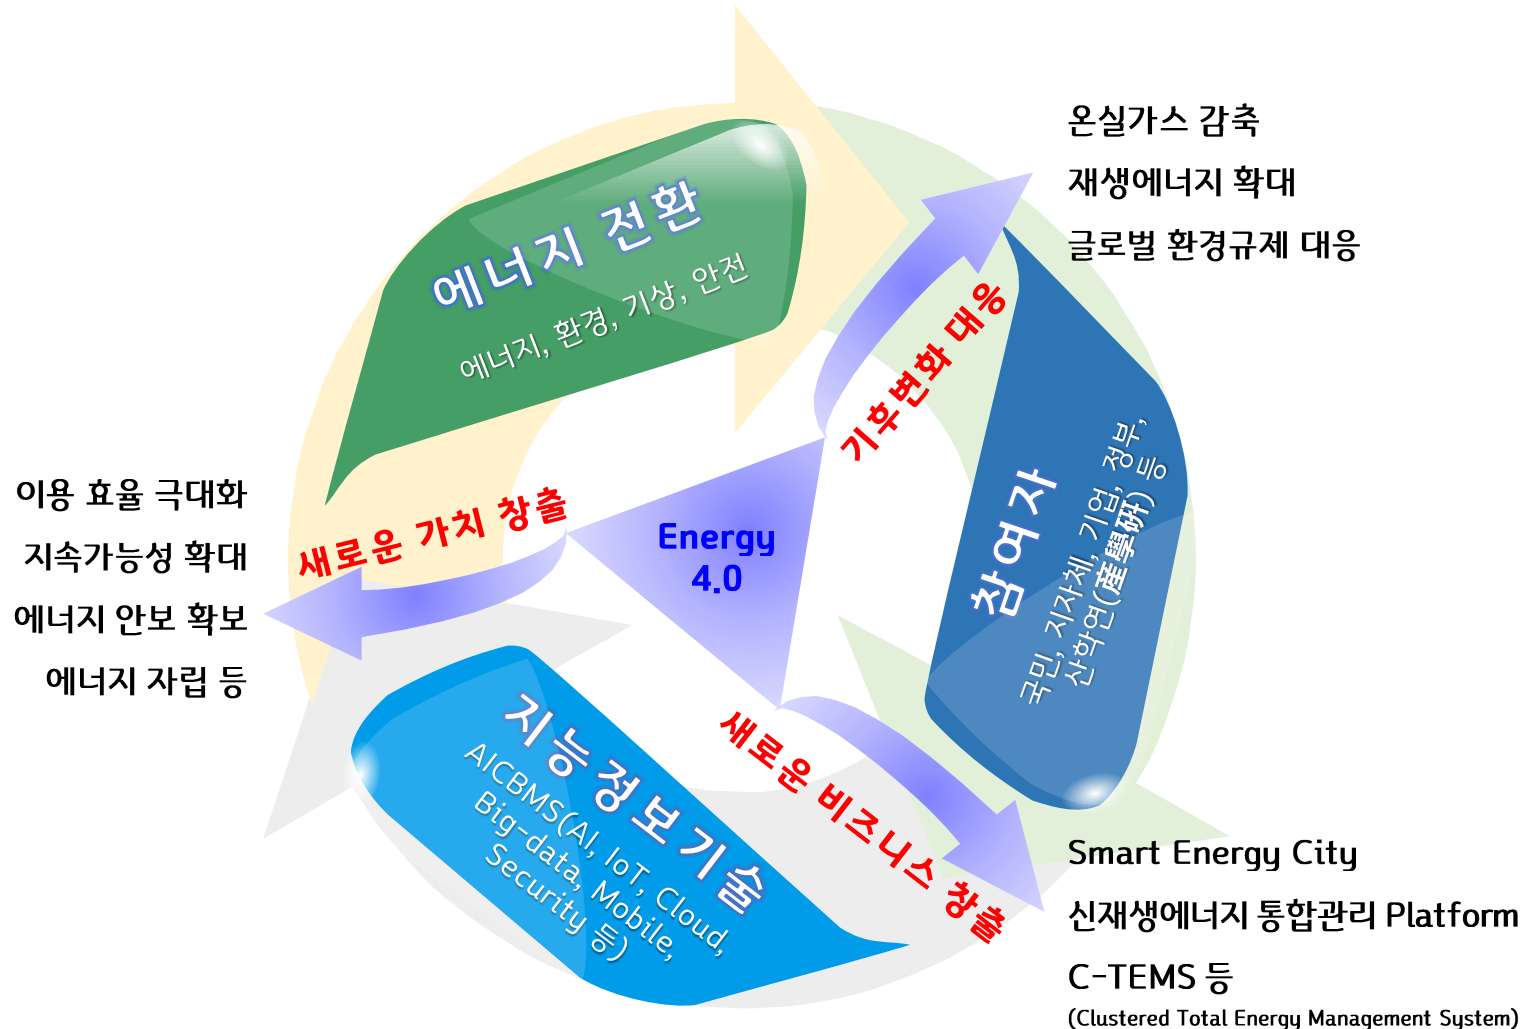 온실가스 감축
재생에너지 확대
글로벌 환경규제 대응
에너지 전환
에너지, 환경, 기상, 안전
기후변화 대응
참여자
국민, 지자체, 기업, 정부,
산학연(産學硏) 등
이용 효율 극대화
지속가능성 확대
에너지 안보 확보
에너지 자립 등
새로운 가치 창출
Energy
4.0
지능정보기술
AICBMS(AI, IoT, Cloud,
Big-data, Mobile,
Security 등)
새로운 비즈니스 창출
Smart Energy City
신재생에너지 통합관리 Platform
C-TEMS 등
(Clustered Total Energy Management System)